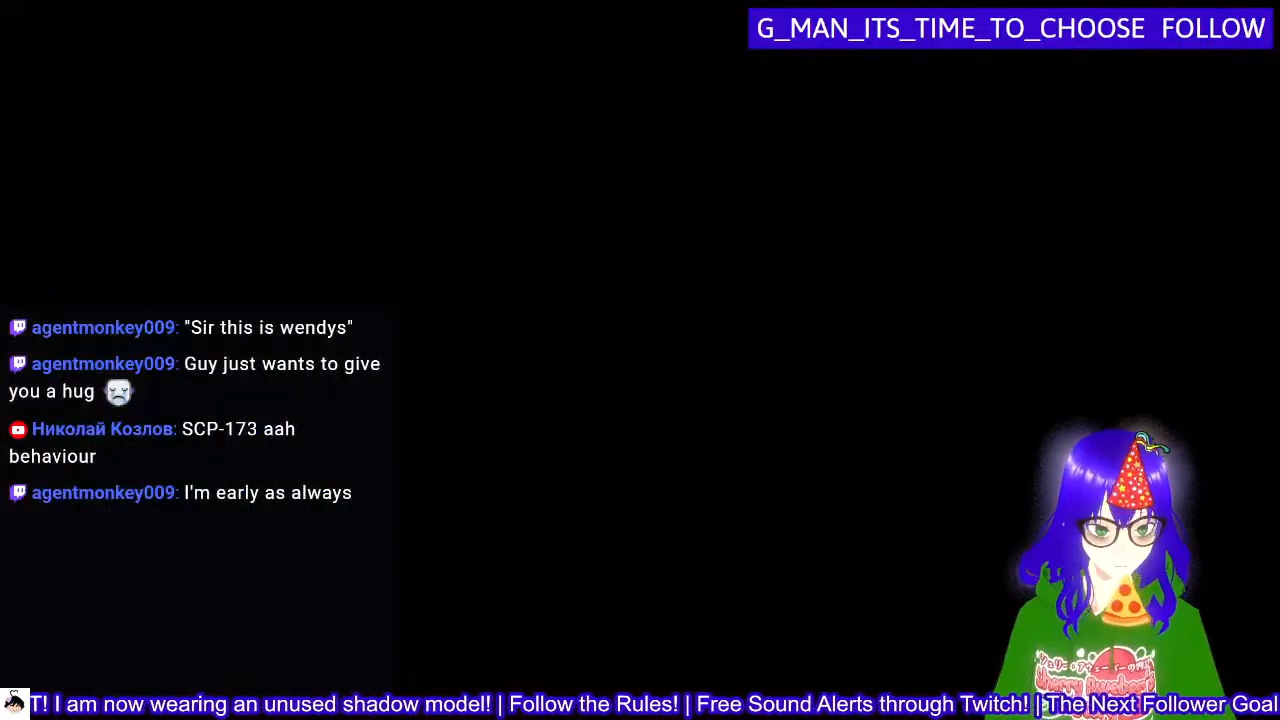 G_MAN_ITS_TIME_TO_CHOOSE FOLLOW
agentmonkey009: "Sir this is wendys"
agentmonkey009: Guy just wants to give
you a hug
Николай Козлов: SCP-173 aah
behaviour
agentmonkey009: I'm early as always
T! I am now wearing an unused shadow model! | Follow the Rules! | Free Sound Alerts through Twitch! | The Next Follower Goal